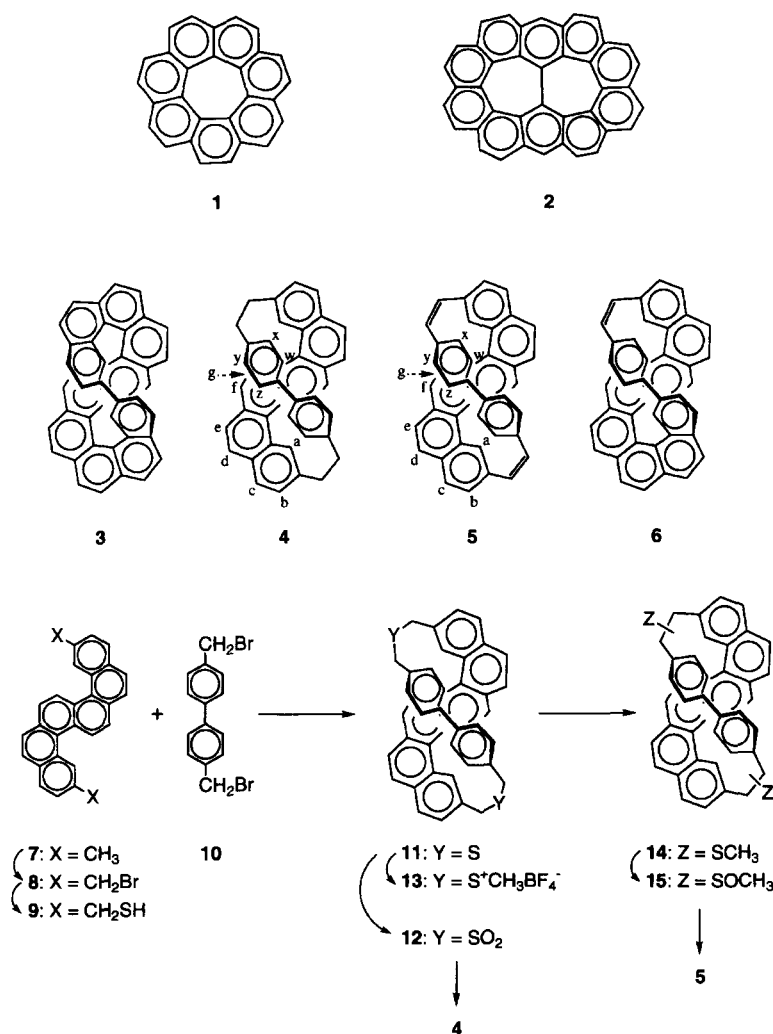 1 2
x x
y w y w
g g
f z f z
e a e a
d d
c b c b
3 4 5 6
X CH₂Br Y Z
+
X CH₂Br Y Z
7: X = CH₃ 10 11: Y = S 14: Z = SCH₃
8: X = CH₂Br 13: Y = S⁺CH₃BF₄⁻ 15: Z = SOCH₃
9: X = CH₂SH
12: Y = SO₂ 5
4